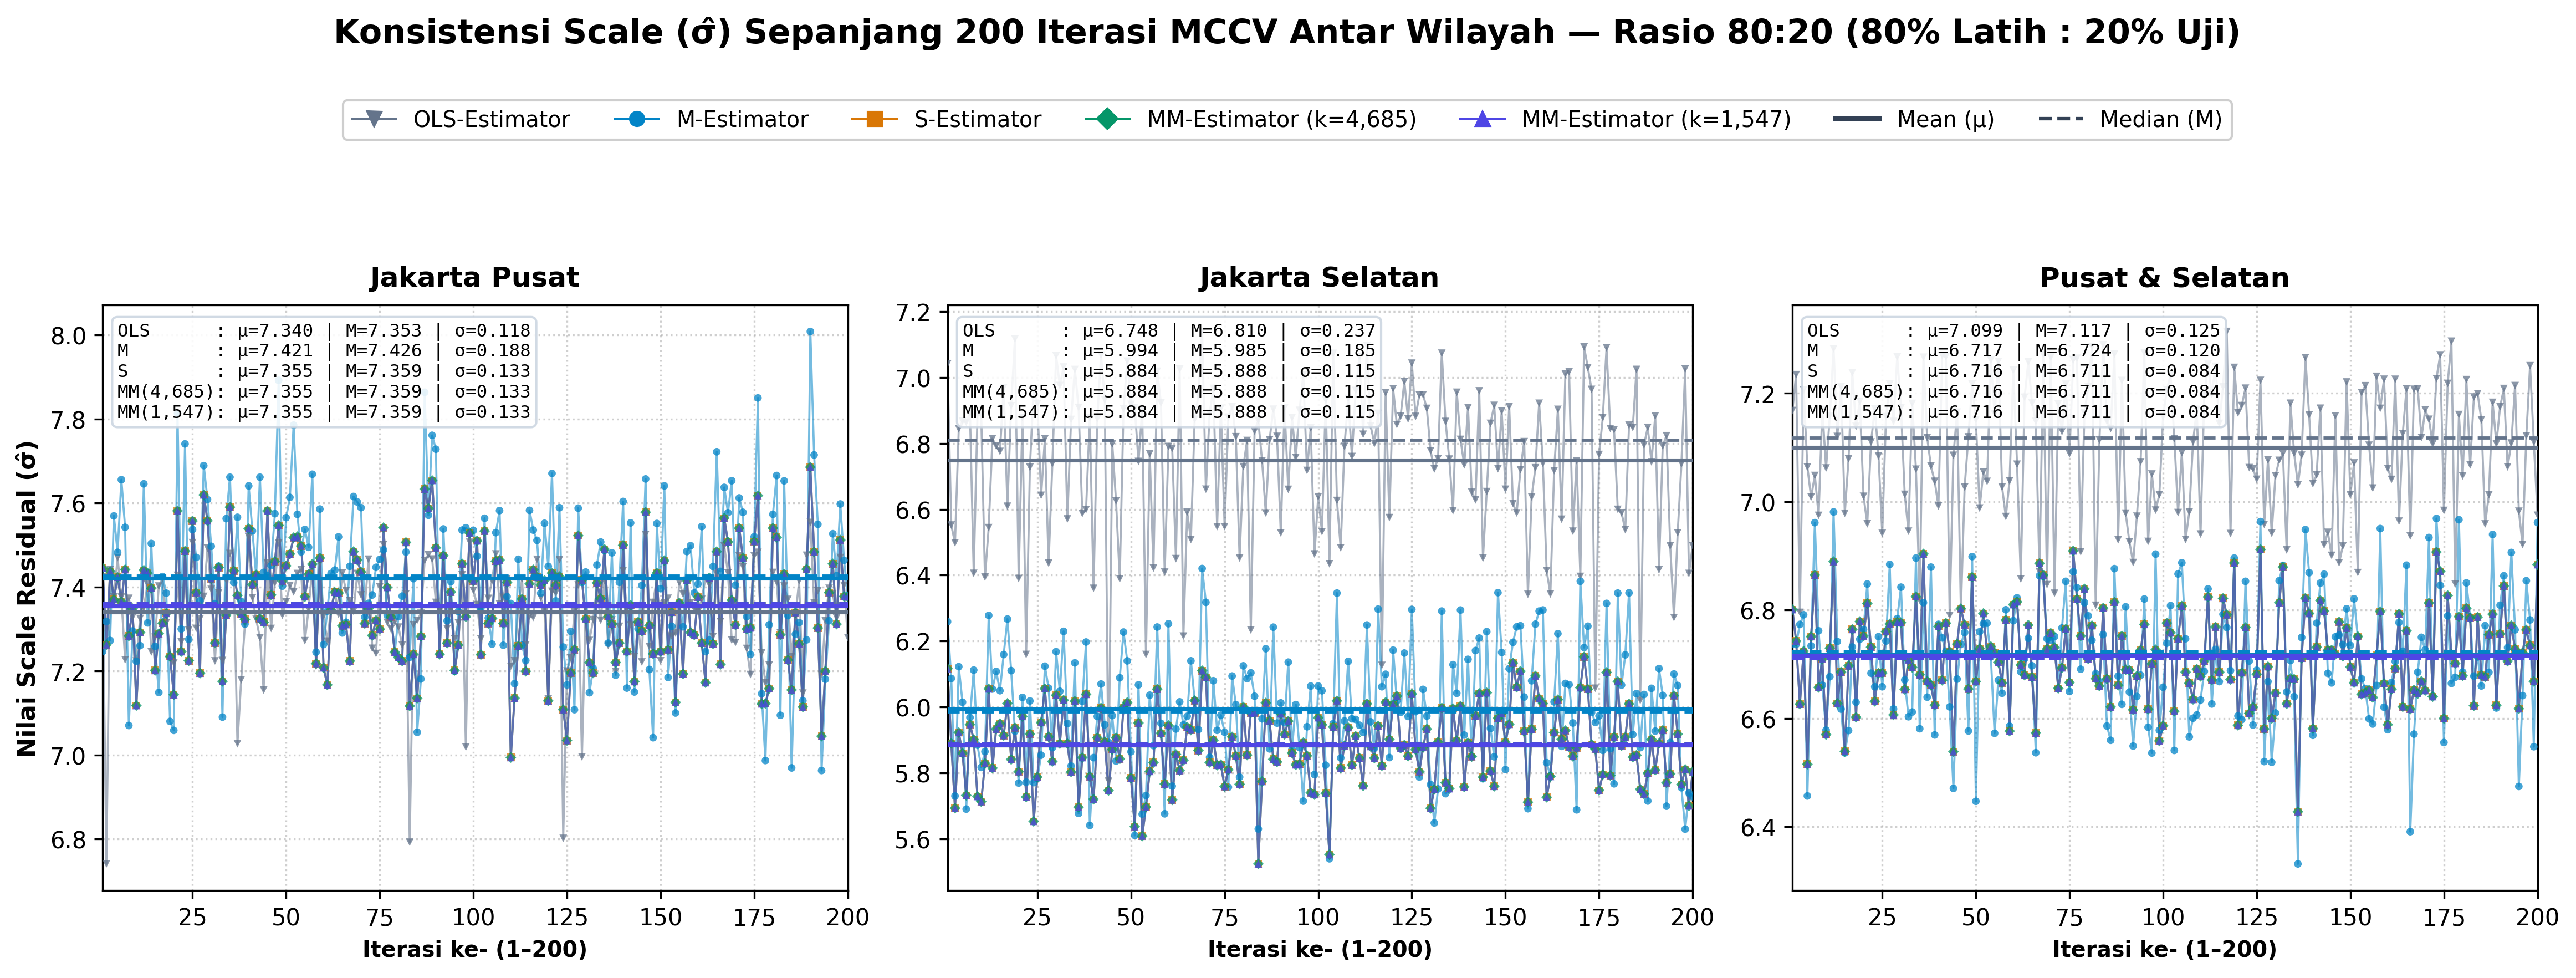 Konsistensi Scale (σ̂) Sepanjang 200 Iterasi MCCV Antar Wilayah — Rasio 80:20 (80% Latih : 20% Uji)
OLS-Estimator M-Estimator S-Estimator MM-Estimator (k=4,685) MM-Estimator (k=1,547) Mean (μ) Median (M)
Jakarta Pusat
OLS : μ=7.340 | M=7.353 | σ=0.118
M : μ=7.421 | M=7.426 | σ=0.188
S : μ=7.355 | M=7.359 | σ=0.133
MM(4,685): μ=7.355 | M=7.359 | σ=0.133
MM(1,547): μ=7.355 | M=7.359 | σ=0.133
Nilai Scale Residual (σ̂)
8.0
7.8
7.6
7.4
7.2
7.0
6.8
25 50 75 100 125 150 175 200
Iterasi ke- (1–200)
Jakarta Selatan
OLS : μ=6.748 | M=6.810 | σ=0.237
M : μ=5.994 | M=5.985 | σ=0.185
S : μ=5.884 | M=5.888 | σ=0.115
MM(4,685): μ=5.884 | M=5.888 | σ=0.115
MM(1,547): μ=5.884 | M=5.888 | σ=0.115
7.2
7.0
6.8
6.6
6.4
6.2
6.0
5.8
5.6
25 50 75 100 125 150 175 200
Iterasi ke- (1–200)
Pusat & Selatan
OLS : μ=7.099 | M=7.117 | σ=0.125
M : μ=6.717 | M=6.724 | σ=0.120
S : μ=6.716 | M=6.711 | σ=0.084
MM(4,685): μ=6.716 | M=6.711 | σ=0.084
MM(1,547): μ=6.716 | M=6.711 | σ=0.084
7.2
7.0
6.8
6.6
6.4
25 50 75 100 125 150 175 200
Iterasi ke- (1–200)